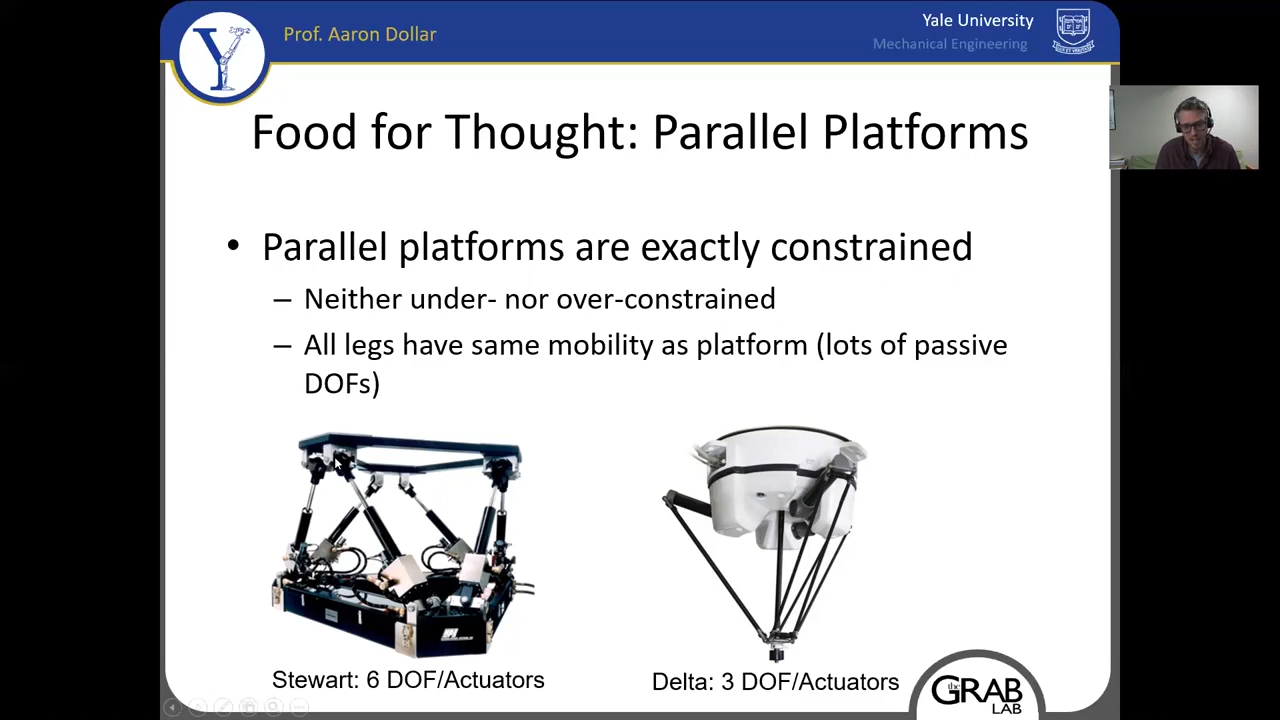 Prof. Aaron Dollar
Yale University
Mechanical Engineering
Food for Thought: Parallel Platforms
• Parallel platforms are exactly constrained
– Neither under- nor over-constrained
– All legs have same mobility as platform (lots of passive
DOFs)
Stewart: 6 DOF/Actuators
Delta: 3 DOF/Actuators
the GRAB
LAB